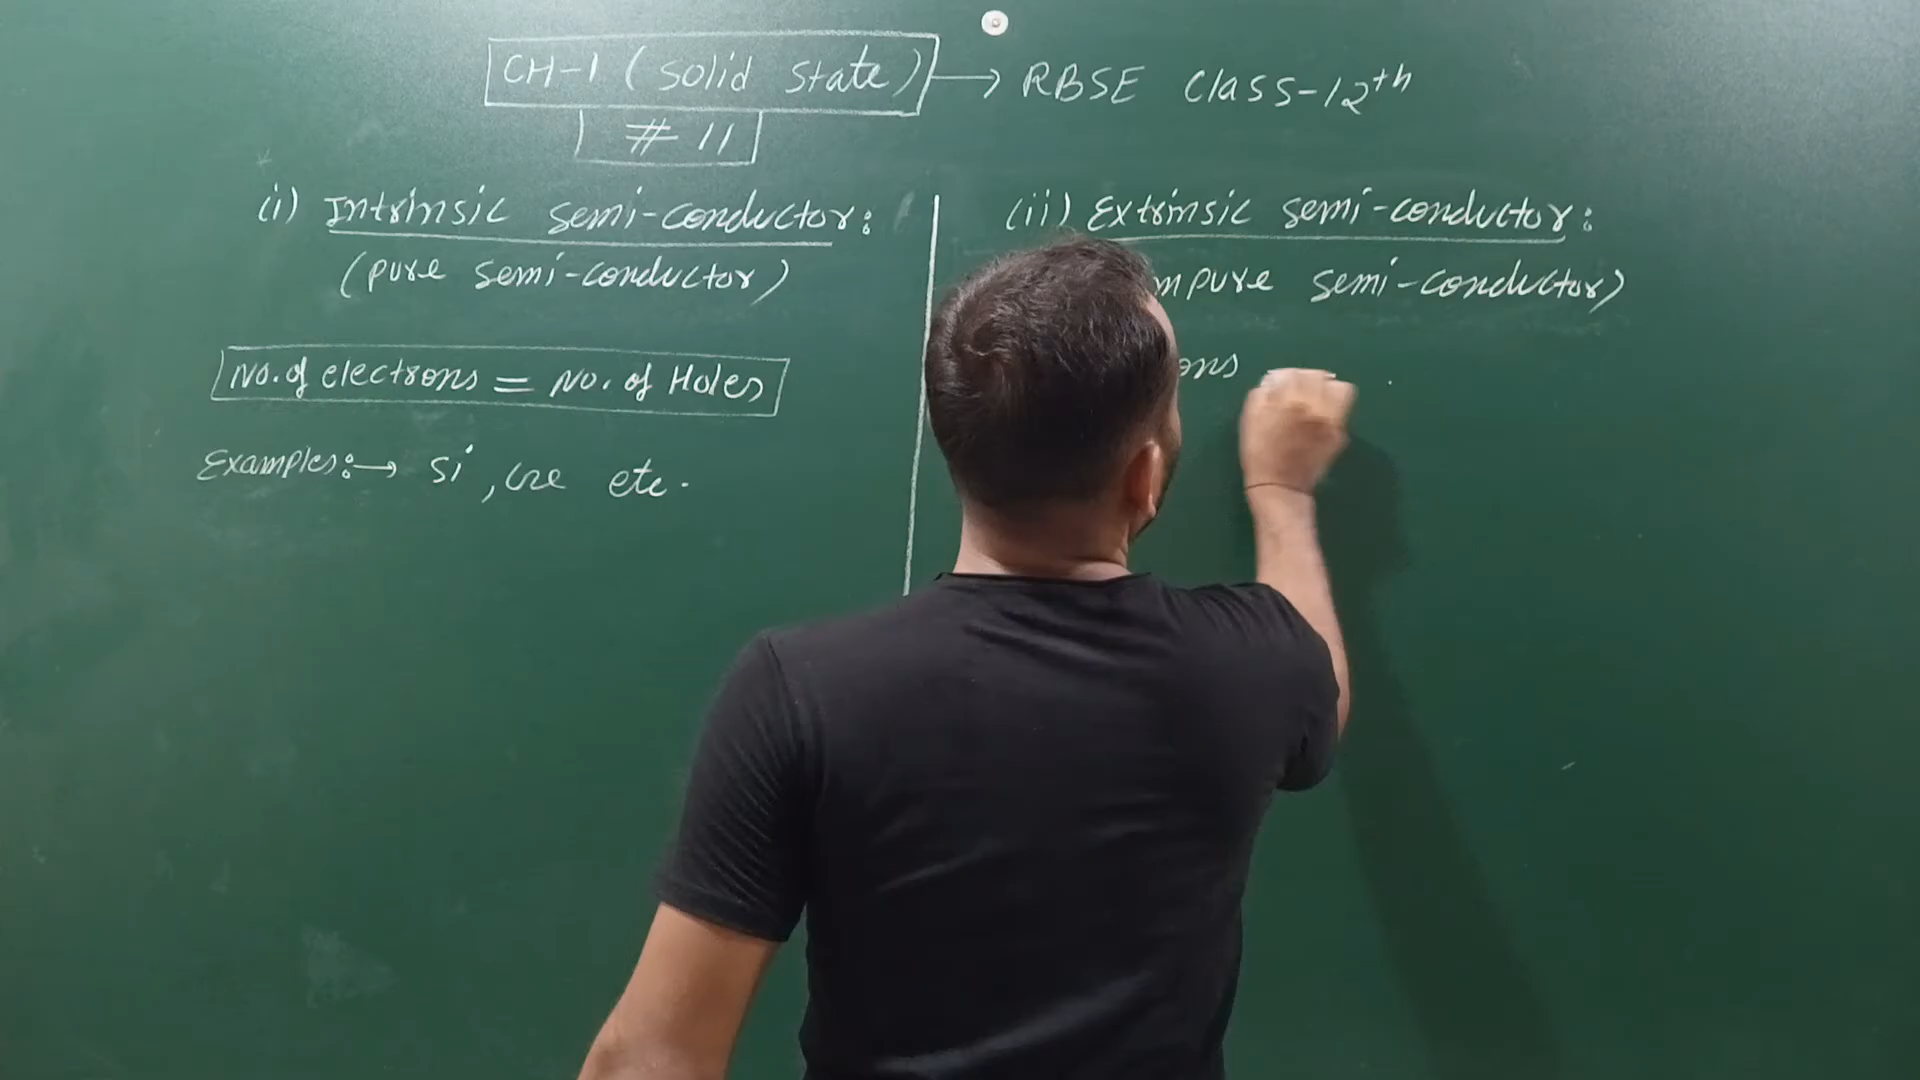 CH-1 (Solid State) → RBSE Class-12th
# 11
(i) Intrinsic Semi-conductor:
(pure Semi-conductor)
No. of electrons = No. of Holes
Examples:→ Si, Ge etc.
(ii) Extrinsic Semi-conductor:
mpure Semi-conductor)
ons